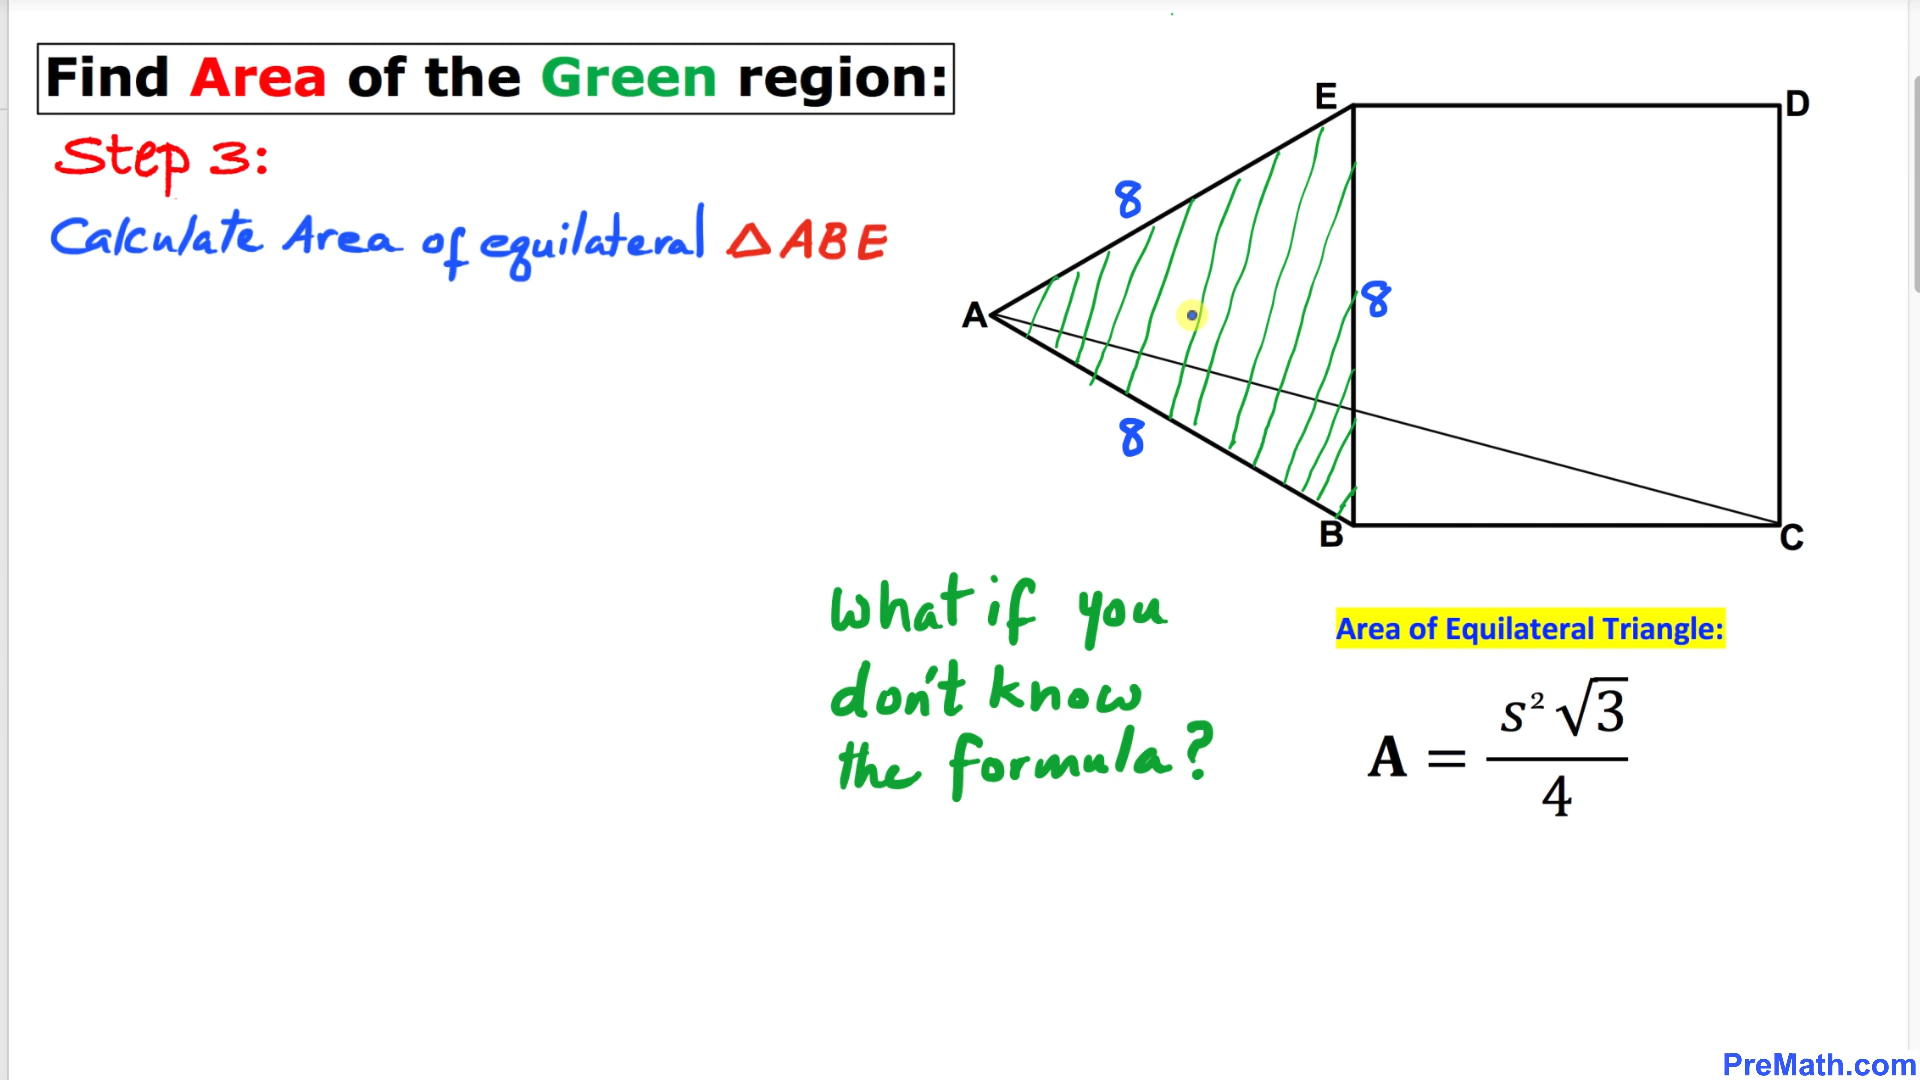 Find Area of the Green region:
Step 3:
Calculate Area of equilateral △ ABE
E
D
8
A
8
8
B
C
What if you
don't know
the formula?
Area of Equilateral Triangle:
A = s²√3 / 4
PreMath.com